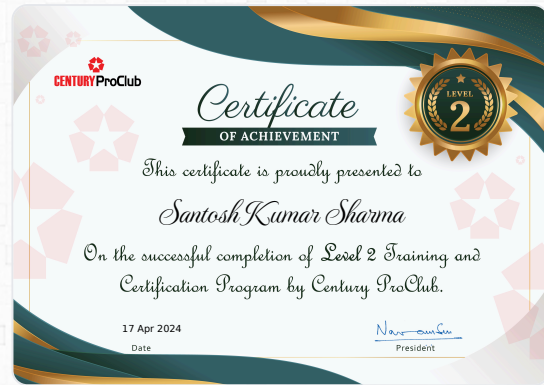 CENTURY ProClub
LEVEL
2
Certificate
OF ACHIEVEMENT
This certificate is proudly presented to
Santosh Kumar Sharma
On the successful completion of Level 2 Training and
Certification Program by Century ProClub.
17 Apr 2024
Date
President